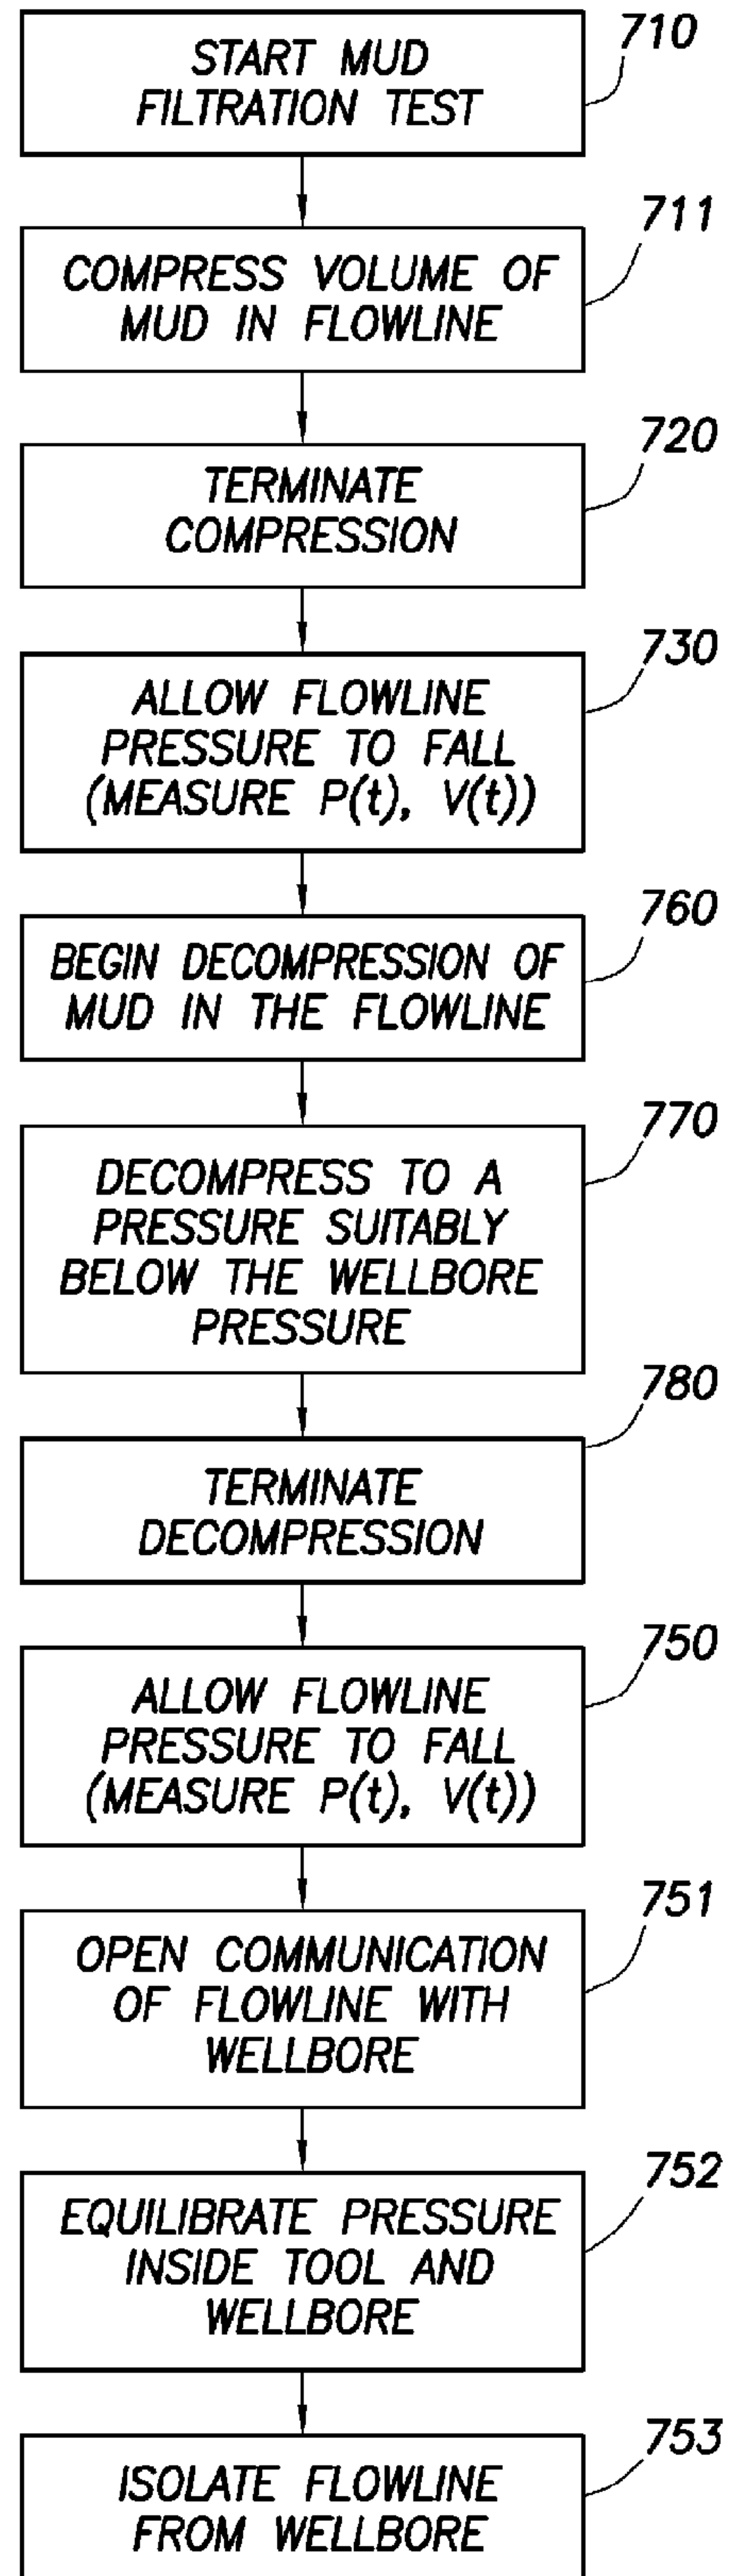 START MUD
FILTRATION TEST
710
COMPRESS VOLUME OF
MUD IN FLOWLINE
711
TERMINATE
COMPRESSION
720
ALLOW FLOWLINE
PRESSURE TO FALL
(MEASURE P(t), V(t))
730
BEGIN DECOMPRESSION OF
MUD IN THE FLOWLINE
760
DECOMPRESS TO A
PRESSURE SUITABLY
BELOW THE WELLBORE
PRESSURE
770
TERMINATE
DECOMPRESSION
780
ALLOW FLOWLINE
PRESSURE TO FALL
(MEASURE P(t), V(t))
750
OPEN COMMUNICATION
OF FLOWLINE WITH
WELLBORE
751
EQUILIBRATE PRESSURE
INSIDE TOOL AND
WELLBORE
752
ISOLATE FLOWLINE
FROM WELLBORE
753